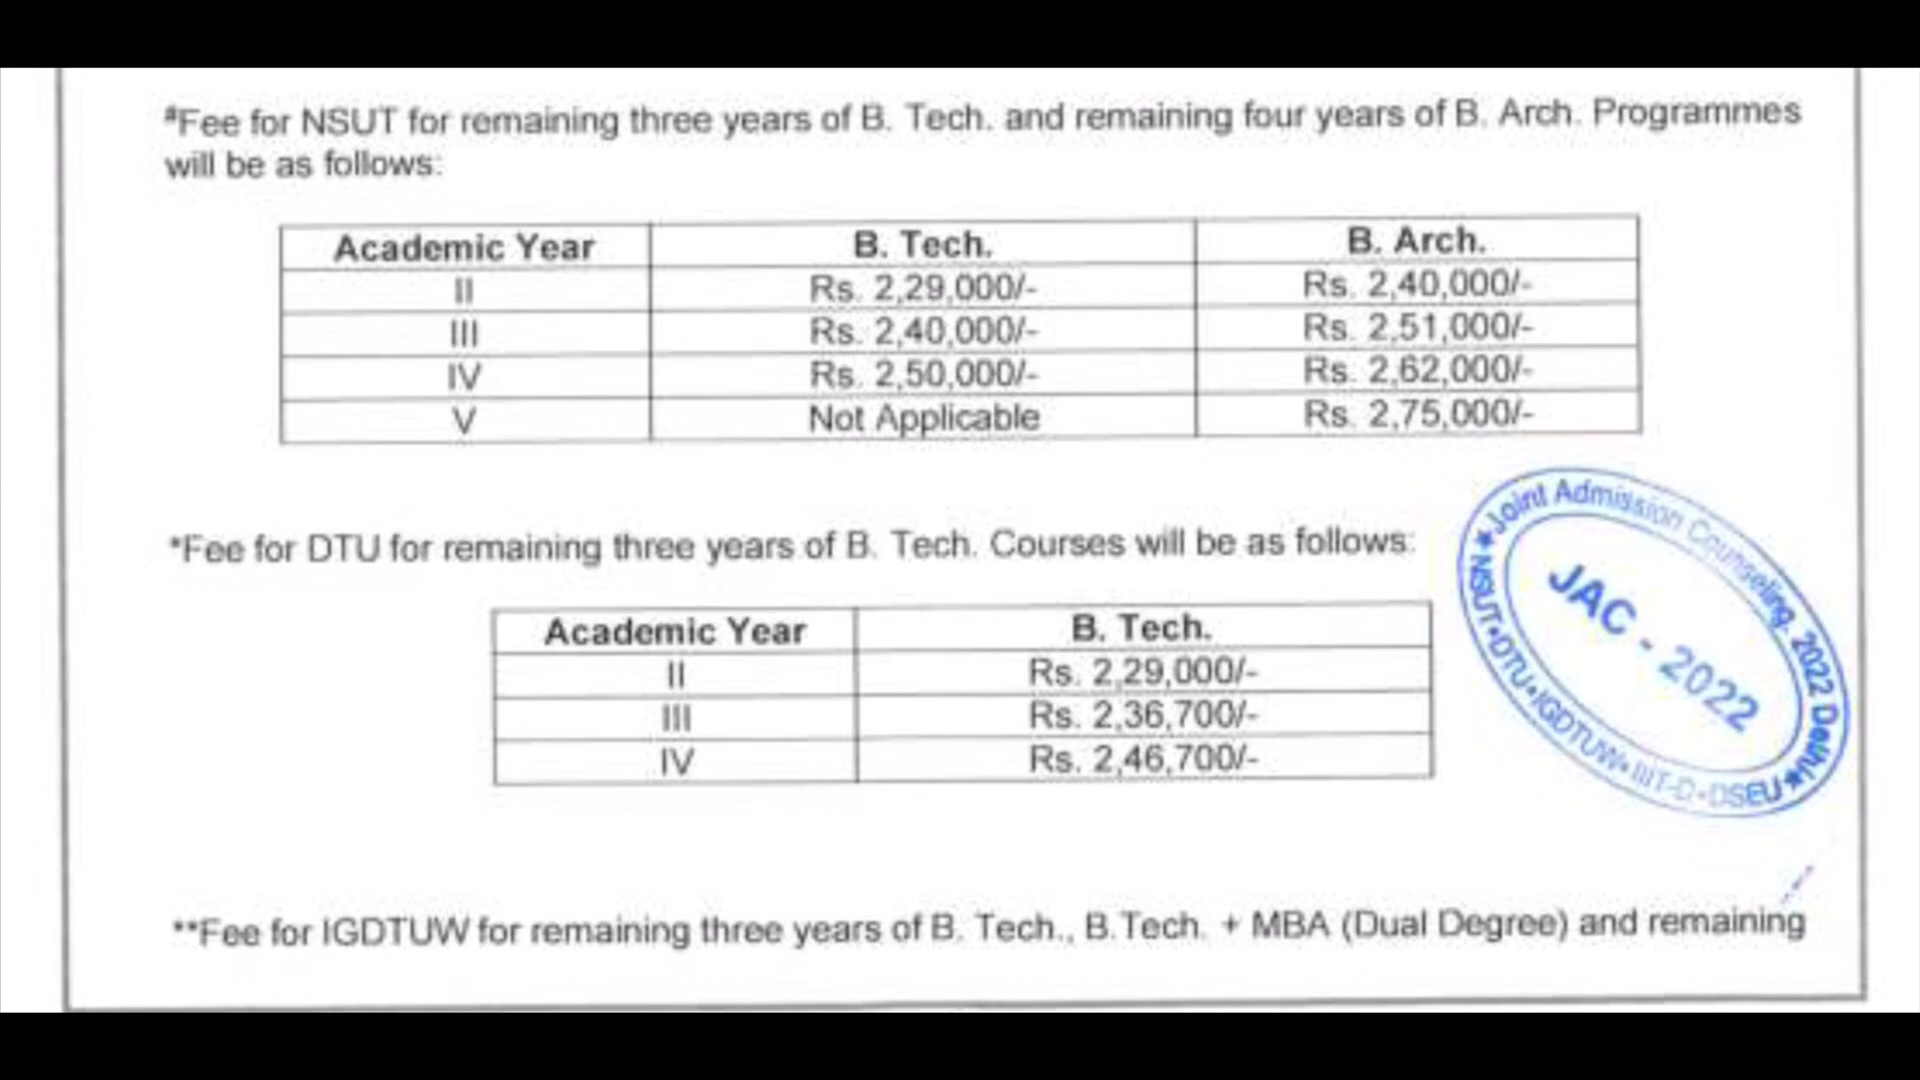 #Fee for NSUT for remaining three years of B. Tech. and remaining four years of B. Arch. Programmes
will be as follows:
Academic Year B. Tech. B. Arch.
II Rs. 2,29,000/- Rs. 2,40,000/-
III Rs. 2,40,000/- Rs. 2,51,000/-
IV Rs. 2,50,000/- Rs. 2,62,000/-
V Not Applicable Rs. 2,75,000/-
*Fee for DTU for remaining three years of B. Tech. Courses will be as follows:
Academic Year B. Tech.
II Rs. 2,29,000/-
III Rs. 2,36,700/-
IV Rs. 2,46,700/-
Joint Admission Counseling, 2022 Delhi
JAC - 2022
NSUT•DTU•IGDTUW•IIIT-D•DSEU
**Fee for IGDTUW for remaining three years of B. Tech., B.Tech. + MBA (Dual Degree) and remaining